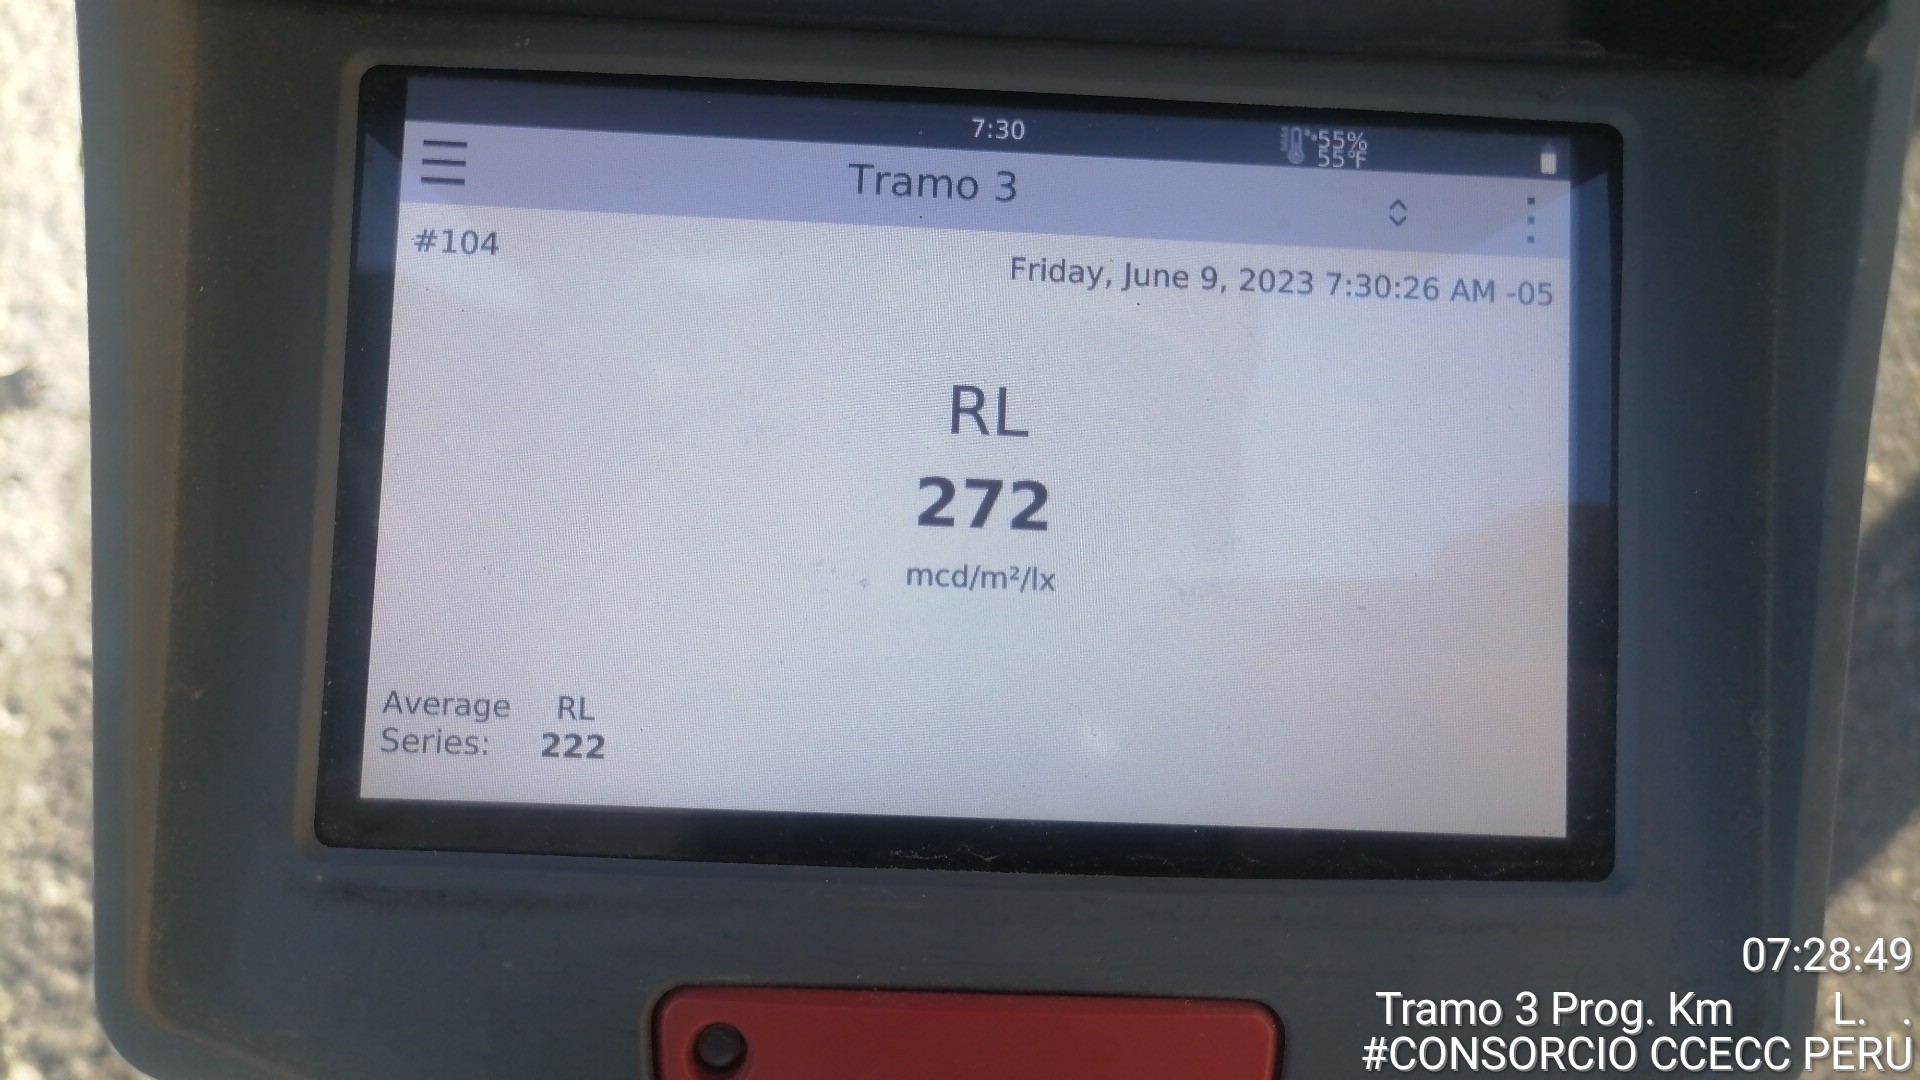 7:30
55%
55°F
Tramo 3
#104
Friday, June 9, 2023 7:30:26 AM -05
RL
272
mcd/m²/lx
Average RL
Series: 222
07:28:49
Tramo 3 Prog. Km L. .
#CONSORCIO CCECC PERU